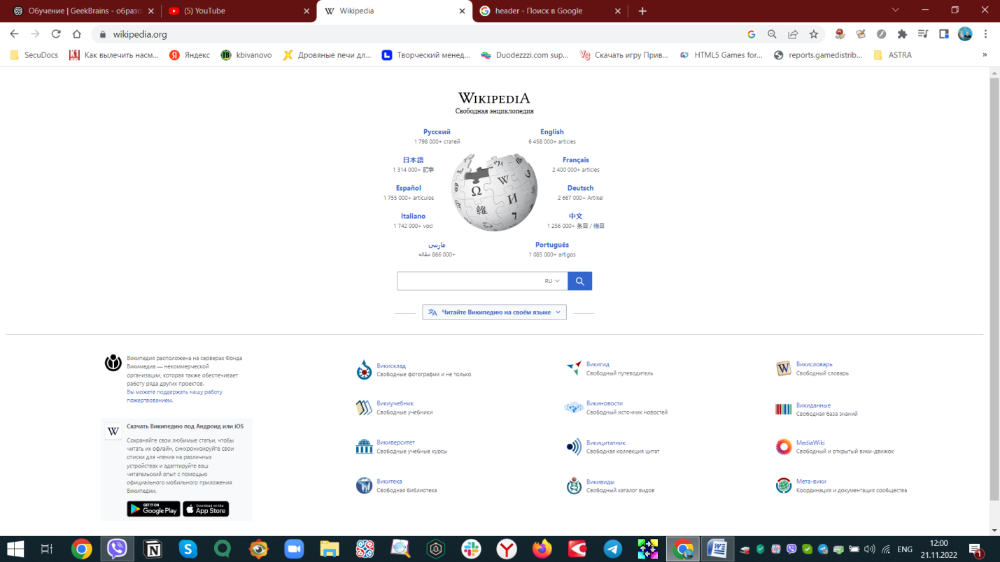 Обучение | GeekBrains - образо
(5) YouTube
Wikipedia
header - Поиск в Google
wikipedia.org
SecuDocs
Как вылечить насм...
Яндекс
kbivanovo
Дровяные печи дл...
Творческий менед...
Duodezzzi.com sup...
Скачать игру Прив...
HTML5 Games for...
reports.gamedistrib...
ASTRA
»
WIKIPEDIA
Свободная энциклопедия
Русский
1 798 000+ статей
English
6 458 000+ articles
日本語
1 314 000+ 記事
Français
2 400 000+ articles
Español
1 755 000+ artículos
Deutsch
2 667 000+ Artikel
Italiano
1 742 000+ voci
中文
1 256 000+ 条目 / 條目
فارسی
۸66 000+ مقاله
Português
1 085 000+ artigos
RU
Читайте Википедию на своём языке
Википедия расположена на серверах Фонда
Викимедиа — некоммерческой
организации, которая также обеспечивает
работу ряда других проектов.
Вы можете поддержать нашу работу
пожертвованием.
Скачать Википедию под Андроид или iOS
Сохраняйте свои любимые статьи, чтобы
читать их офлайн, синхронизируйте свои
списки для чтения на различных
устройствах и адаптируйте ваш
читательский опыт с помощью
официального мобильного приложения
Википедии.
GET IT ON
Google Play
Download on the
App Store
Викисклад
Свободные фотографии и не только
Викигид
Свободный путеводитель
Викисловарь
Свободный словарь
Викиучебник
Свободные учебники
Викиновости
Свободный источник новостей
Викиданные
Свободная база знаний
Викиверситет
Свободные учебные курсы
Викицитатник
Свободная коллекция цитат
MediaWiki
Свободный и открытый вики-движок
Викитека
Свободная библиотека
Викивиды
Свободный каталог видов
Мета-вики
Координация и документация сообщества
ENG
12:00
21.11.2022
1